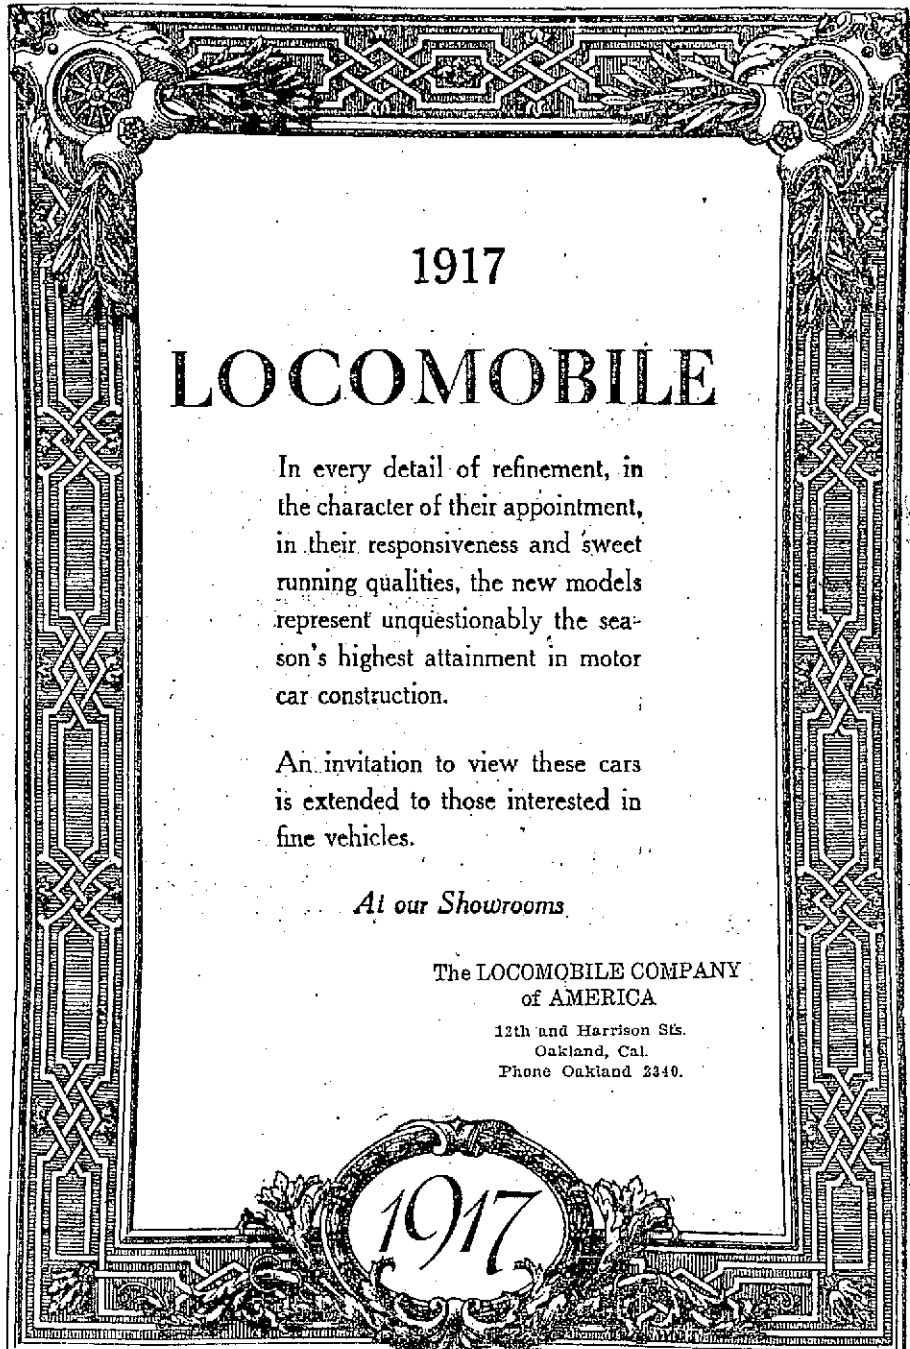 1917
LOCOMOBILE
In every detail of refinement, in
the character of their appointment,
in their responsiveness and sweet
running qualities, the new models
represent unquestionably the sea-
son's highest attainment in motor
car construction.
An invitation to view these cars
is extended to those interested in
fine vehicles.
At our Showrooms
The LOCOMOBILE COMPANY
of AMERICA
12th and Harrison Sts.
Oakland, Cal.
Phone Oakland 2340.
1917